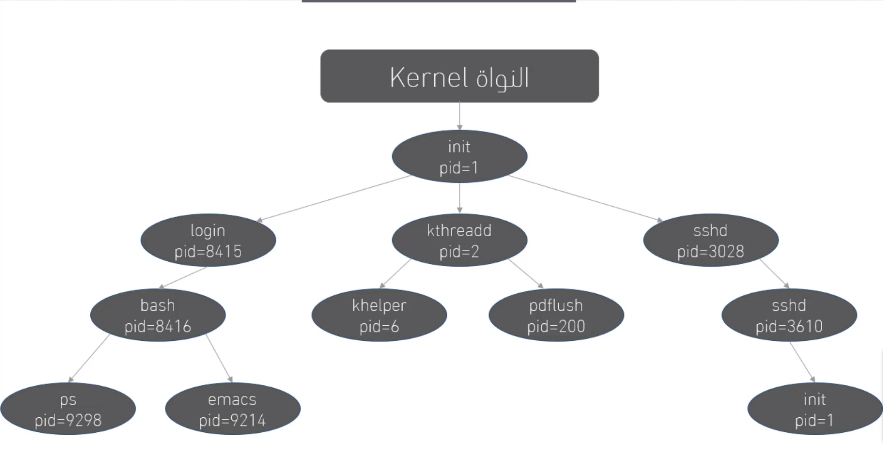 النواة Kernel
init
pid=1
login
pid=8415
kthreadd
pid=2
sshd
pid=3028
bash
pid=8416
khelper
pid=6
pdflush
pid=200
sshd
pid=3610
ps
pid=9298
emacs
pid=9214
init
pid=1